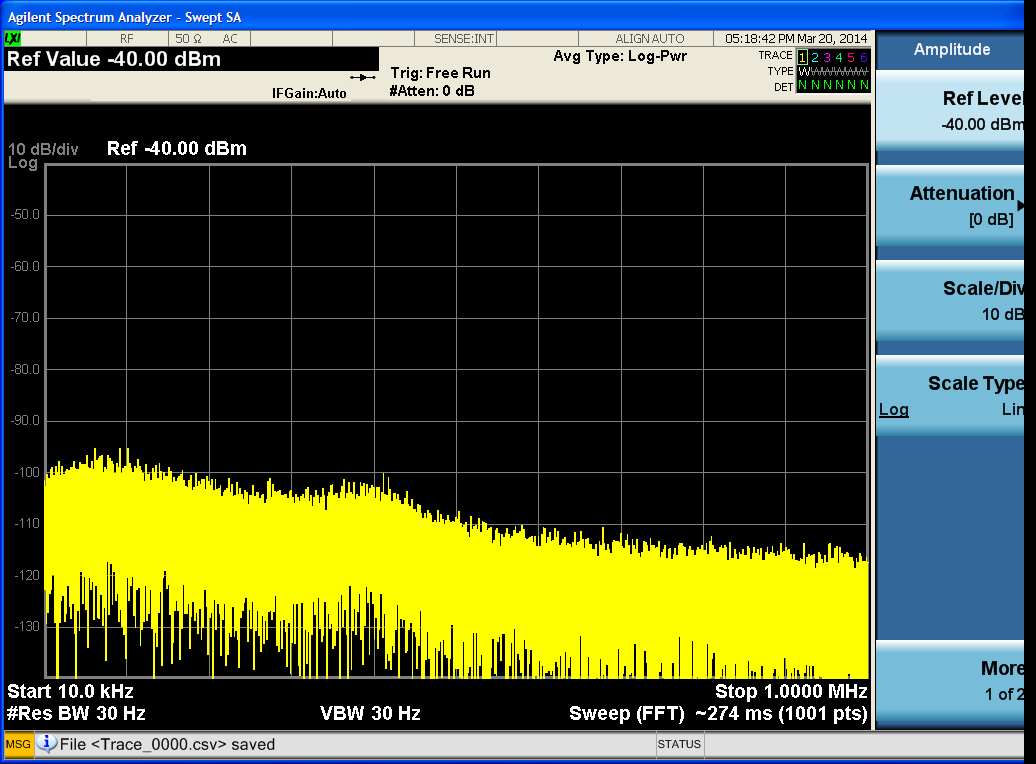 Agilent Spectrum Analyzer - Swept SA
LXI RF 50 Ω AC SENSE:INT ALIGN AUTO 05:18:42 PM Mar 20, 2014
Ref Value -40.00 dBm
IFGain:Auto
Trig: Free Run
#Atten: 0 dB
Avg Type: Log-Pwr
TRACE 1 2 3 4 5 6
TYPE W
DET N N N N N N
10 dB/div
Log
Ref -40.00 dBm
-50.0
-60.0
-70.0
-80.0
-90.0
-100
-110
-120
-130
Start 10.0 kHz
Stop 1.0000 MHz
#Res BW 30 Hz
VBW 30 Hz
Sweep (FFT) ~274 ms (1001 pts)
MSG File <Trace_0000.csv> saved
STATUS
Amplitude
Ref Level
-40.00 dBm
Attenuation
[0 dB]
Scale/Div
10 dB
Scale Type
Log Lin
More
1 of 2